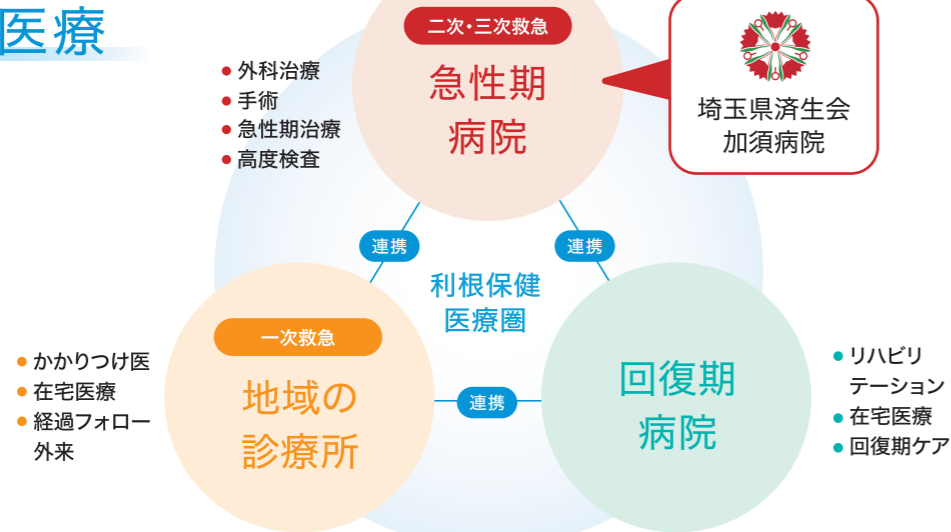 医療
二次・三次救急
急性期
病院
● 外科治療
● 手術
● 急性期治療
● 高度検査
埼玉県済生会
加須病院
連携
連携
利根保健
医療圏
一次救急
地域の
診療所
● かかりつけ医
● 在宅医療
● 経過フォロー
外来
連携
回復期
病院
● リハビリ
テーション
● 在宅医療
● 回復期ケア